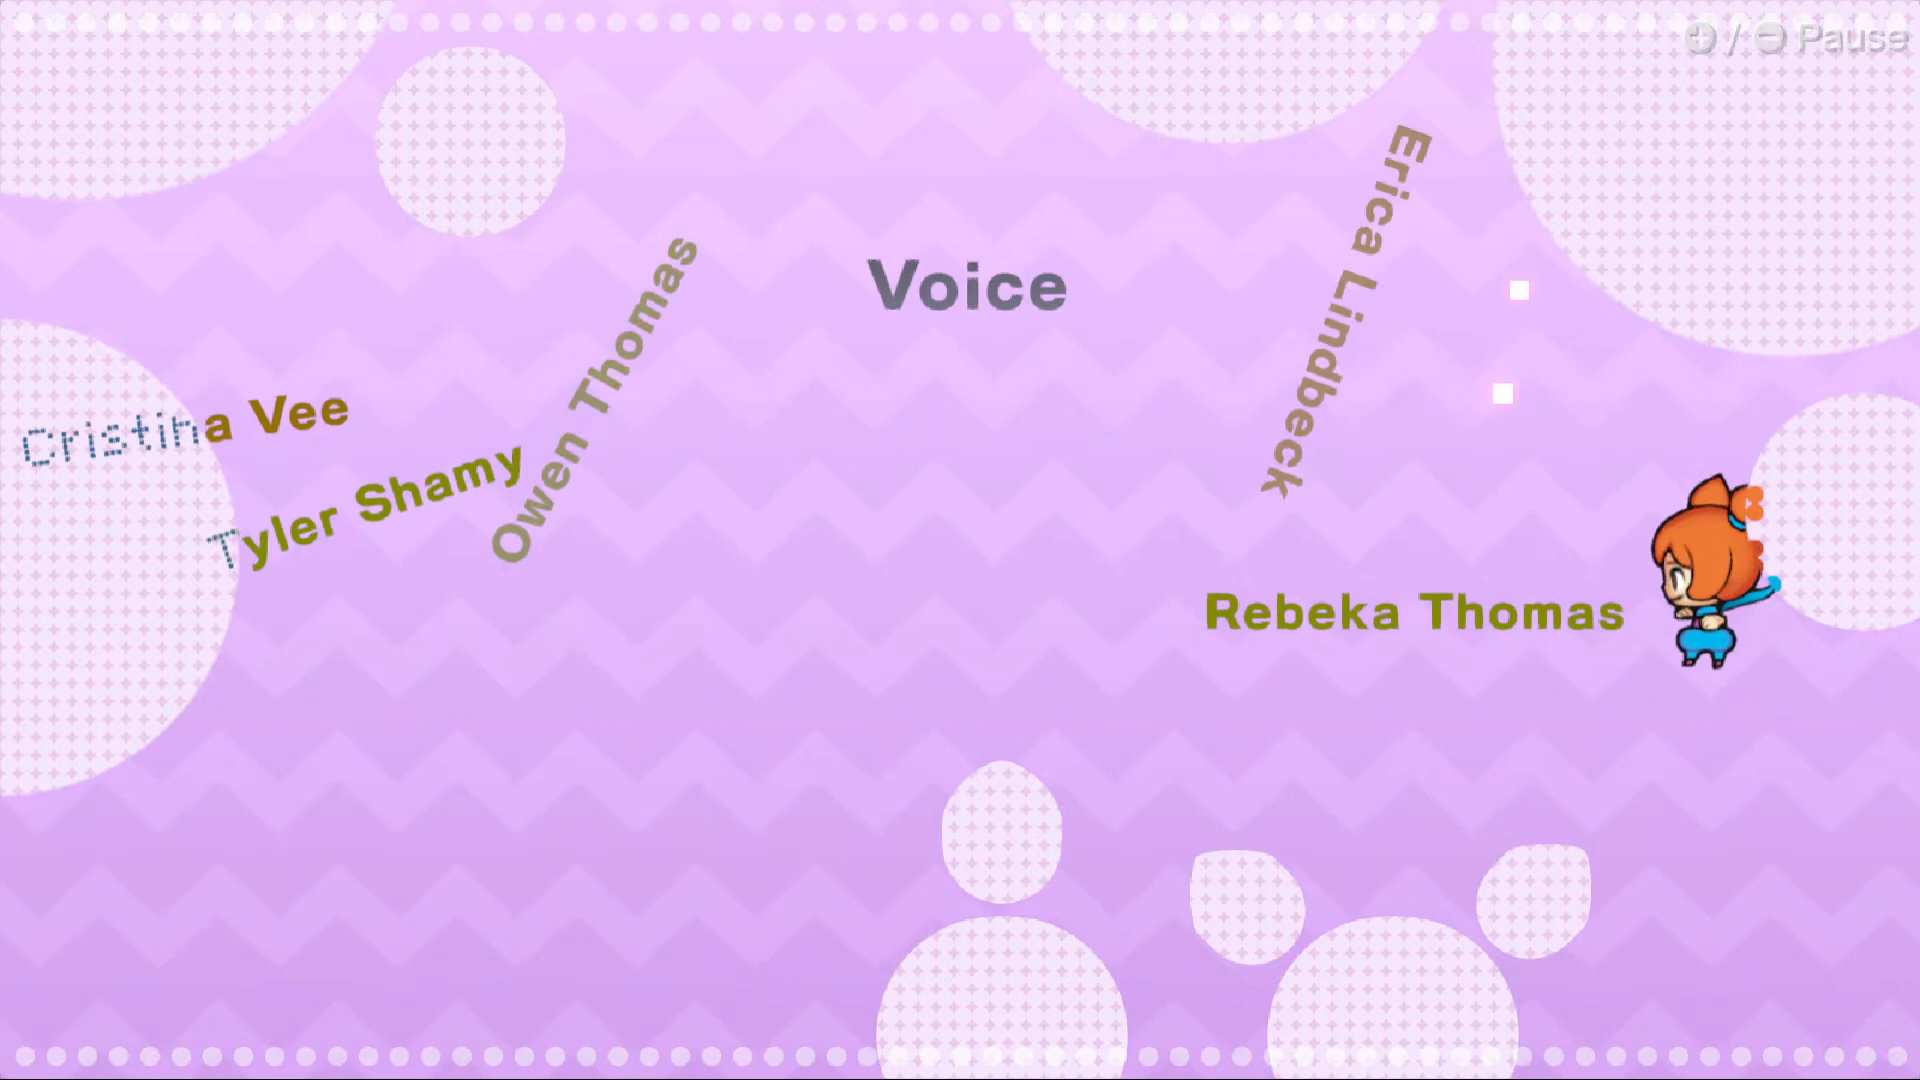 + / - Pause
Voice
Erica Lindbeck
Owen Thomas
Cristina Vee
Tyler Shamy
Rebeka Thomas